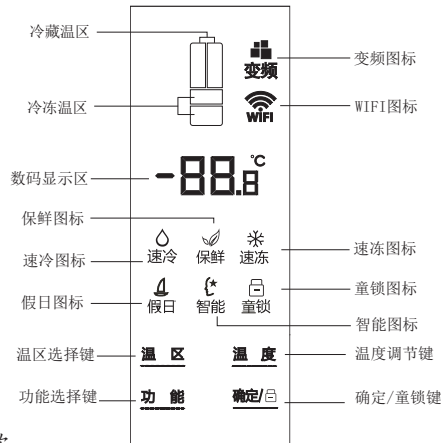 冷藏温区
变频
变频图标
冷冻温区
WiFi
WIFI图标
数码显示区
-88.8℃
保鲜图标
速冷 保鲜 速冻
速冻图标
速冷图标
假日 智能 童锁
童锁图标
假日图标
智能图标
温区选择键
温 区
温 度
温度调节键
功能选择键
功 能
确定/
确定/童锁键